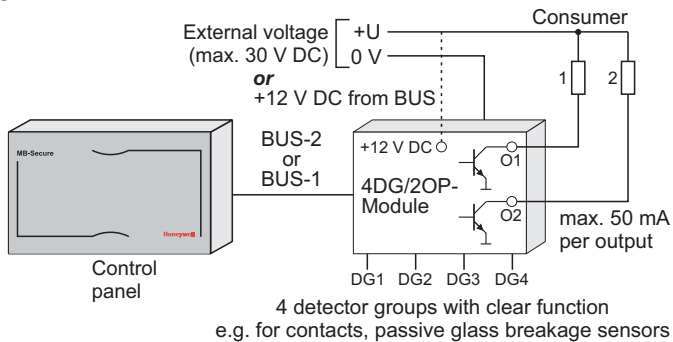 Consumer
External voltage
(max. 30 V DC)
+U
0 V
or
+12 V DC from BUS
1
2
MB-Secure
Honeywell
BUS-2
or
BUS-1
+12 V DC
O1
4DG/2OP-
Module
O2
max. 50 mA
per output
Control
panel
DG1
DG2
DG3
DG4
4 detector groups with clear function
e.g. for contacts, passive glass breakage sensors